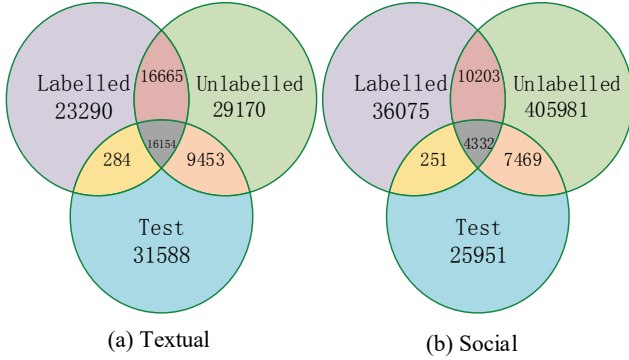 16665
Labelled
23290
Unlabelled
29170
16154
284
9453
Test
31588
(a) Textual
10203
Labelled
36075
Unlabelled
405981
4332
251
7469
Test
25951
(b) Social